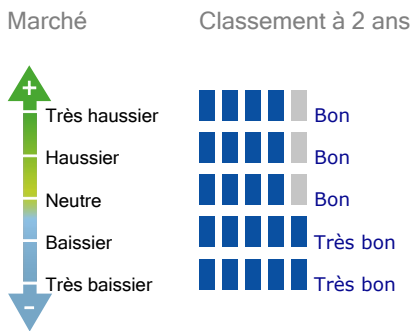 Marché Classement à 2 ans
+
Très haussier Bon
Haussier Bon
Neutre Bon
Baissier Très bon
Très baissier Très bon
-